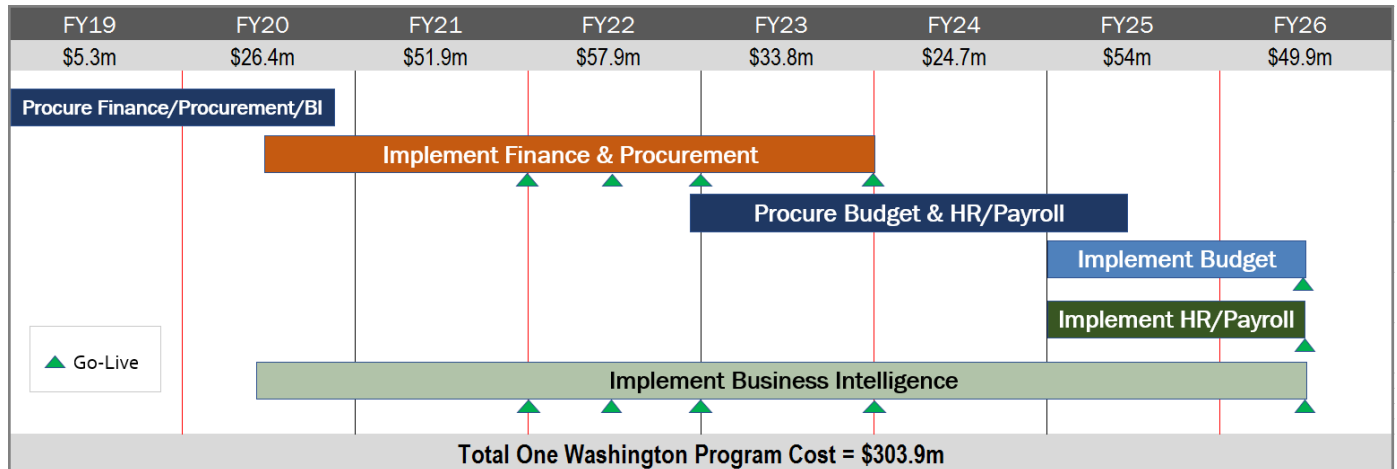 FY19 FY20 FY21 FY22 FY23 FY24 FY25 FY26
$5.3m $26.4m $51.9m $57.9m $33.8m $24.7m $54m $49.9m
Procure Finance/Procurement/BI
Implement Finance & Procurement
Procure Budget & HR/Payroll
Implement Budget
Implement HR/Payroll
Go-Live
Implement Business Intelligence
Total One Washington Program Cost = $303.9m